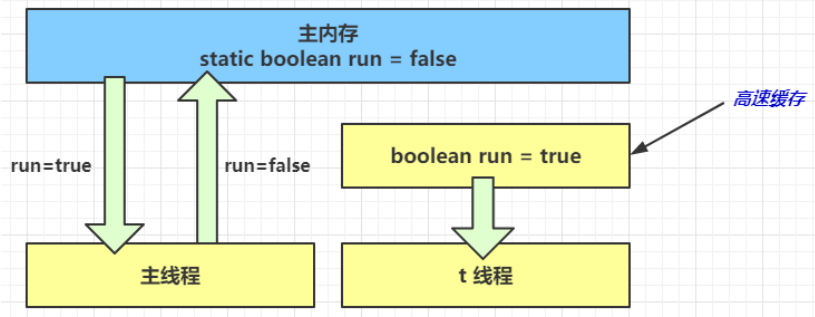 主内存
static boolean run = false
高速缓存
boolean run = true
run=true
run=false
主线程
t 线程